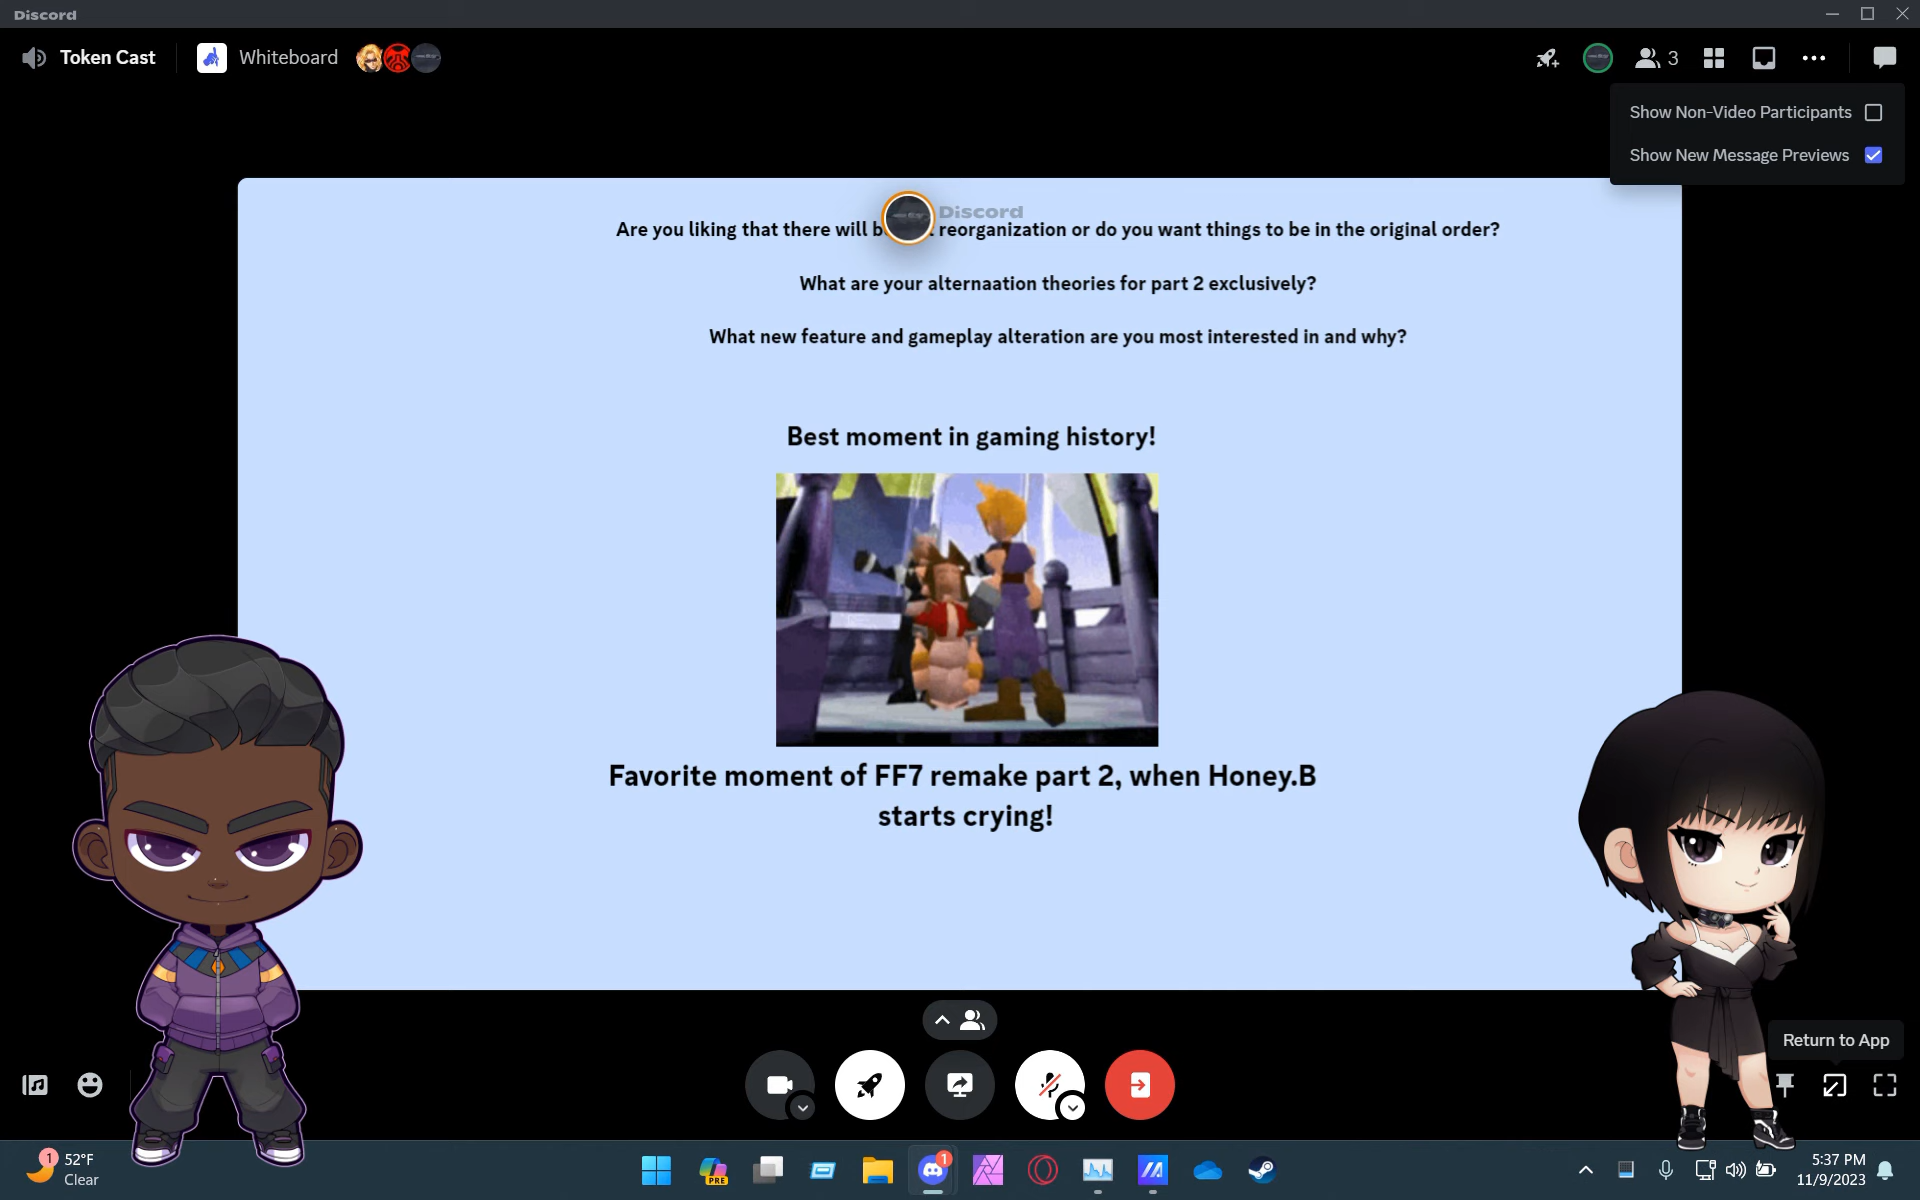 Discord
Token Cast
Whiteboard
3
Show Non-Video Participants
Show New Message Previews
Discord
Are you liking that there will reorganization or do you want things to be in the original order?
What are your alternaation theories for part 2 exclusively?
What new feature and gameplay alteration are you most interested in and why?
Best moment in gaming history!
Favorite moment of FF7 remake part 2, when Honey.B
starts crying!
Return to App
1
52°F
Clear
PRE
1
5:37 PM
11/9/2023